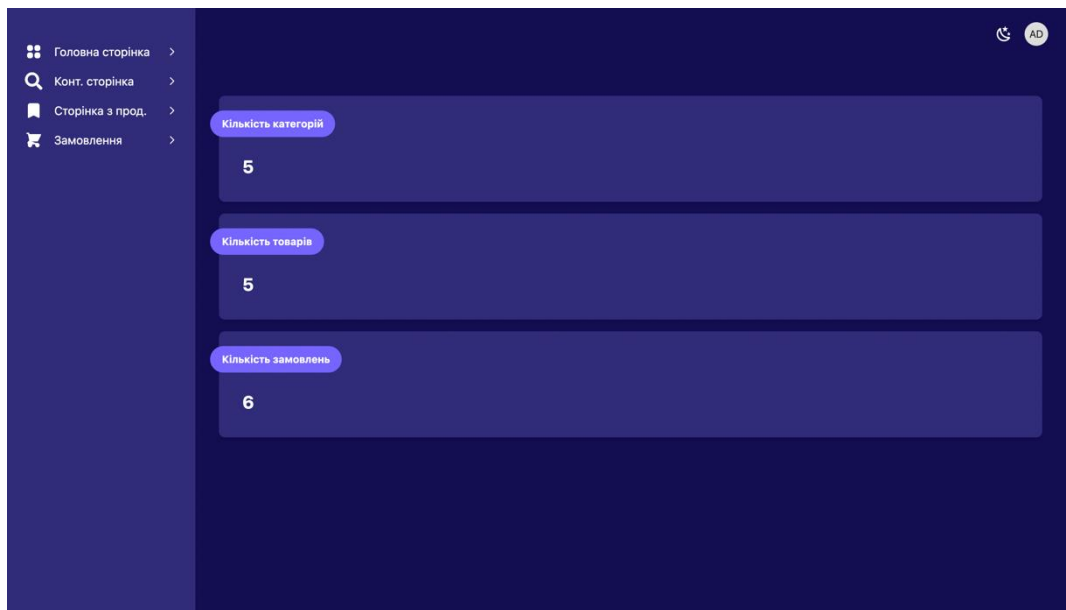 Головна сторінка
Конт. сторінка
Сторінка з прод.
Замовлення
AD
Кількість категорій
5
Кількість товарів
5
Кількість замовлень
6